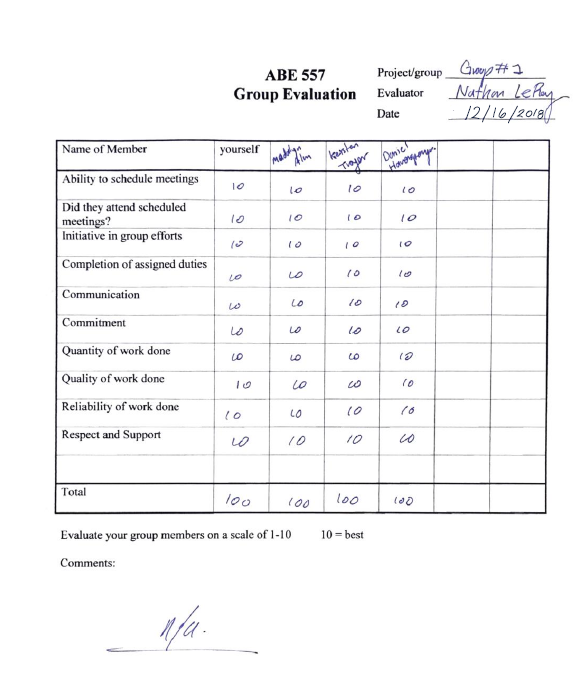 ABE 557
Group Evaluation
Project/group Group #1
Evaluator Nathan LeRoy
Date 12/16/2018
Name of Member yourself Madelyn Alm Kenten Troyer Daniel
Ability to schedule meetings 10 10 10 10
Did they attend scheduled
meetings? 10 10 10 10
Initiative in group efforts 10 10 10 10
Completion of assigned duties 10 10 10 10
Communication 10 10 10 10
Commitment 10 10 10 10
Quantity of work done 10 10 10 10
Quality of work done 10 10 10 10
Reliability of work done 10 10 10 10
Respect and Support 10 10 10 10
Total 100 100 100 100
Evaluate your group members on a scale of 1-10 10 = best
Comments:
n/a.